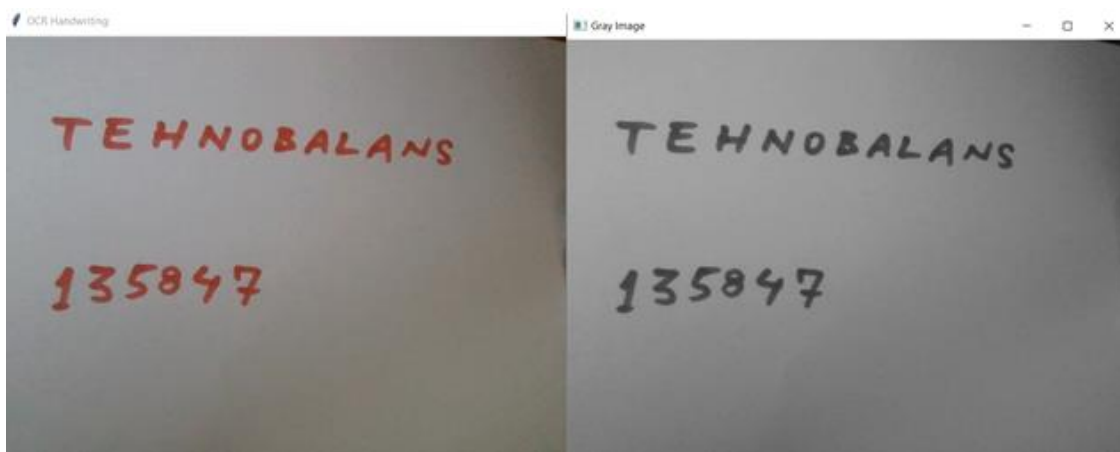 OCR Handwriting
Gray Image
TEHNOBALANS
TEHNOBALANS
135847
135847